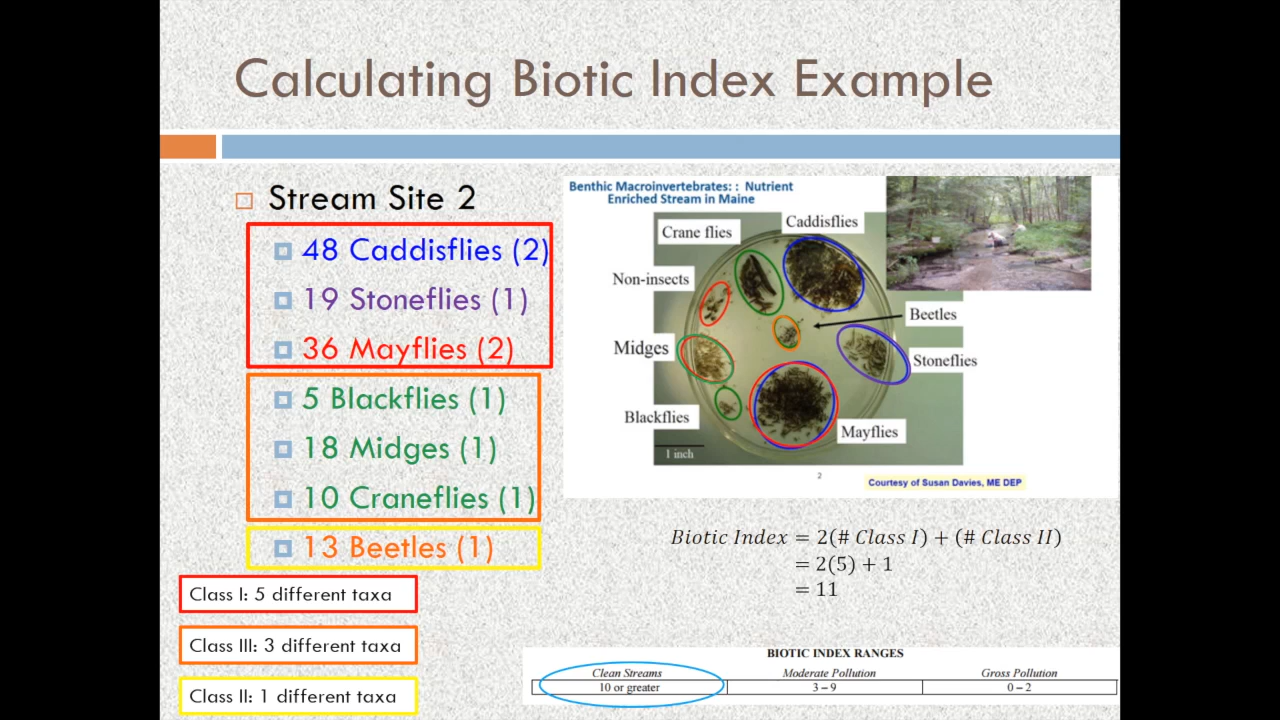 Calculating Biotic Index Example
Stream Site 2
48 Caddisflies (2)
19 Stoneflies (1)
36 Mayflies (2)
5 Blackflies (1)
18 Midges (1)
10 Craneflies (1)
13 Beetles (1)
Class I: 5 different taxa
Class III: 3 different taxa
Class II: 1 different taxa
Benthic Macroinvertebrates: : Nutrient
Enriched Stream in Maine
Crane flies
Caddisflies
Non-insects
Beetles
Midges
Stoneflies
Blackflies
Mayflies
1 inch
2
Courtesy of Susan Davies, ME DEP
Biotic Index = 2(# Class I) + (# Class II)
= 2(5) + 1
= 11
BIOTIC INDEX RANGES
Clean Streams Moderate Pollution Gross Pollution
10 or greater 3 – 9 0 – 2